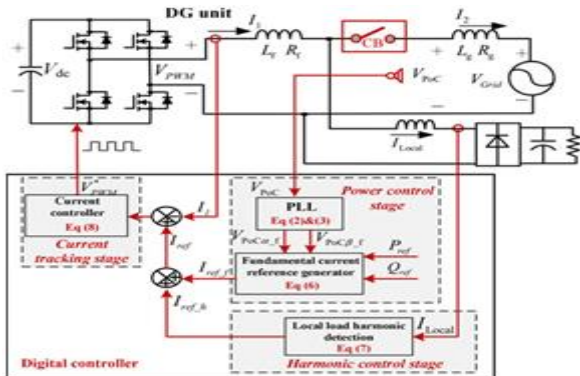 DG unit
I1
I2
Lf Rf
CB
Lg Rg
+
Vdc
−
+
VPWM
−
VPoC
+
−
+
VGrid
−
ILocal
V*PWM
Current controller
Eq (8)
Current tracking stage
I1
Iref
VPoC
Power control stage
PLL
Eq (2)&(3)
VPoCα_f
VPoCβ_f
Fundamental current reference generator
Eq (6)
Pref
Qref
Iref_f
Iref_h
ILocal
Local load harmonic detection
Eq (7)
Harmonic control stage
Digital controller